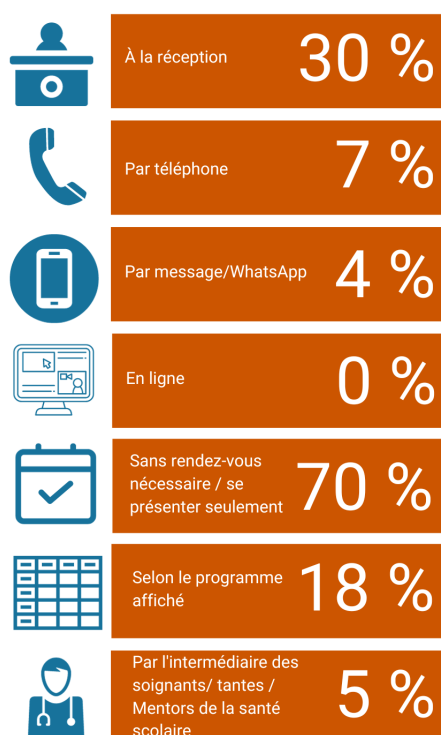 À la réception
30 %
Par téléphone
7 %
Par message/WhatsApp
4 %
En ligne
0 %
Sans rendez-vous
nécessaire / se
présenter seulement
70 %
Selon le programme
affiché
18 %
Par l'intermédiaire des
soignants/ tantes /
Mentors de la santé
scolaire
5 %